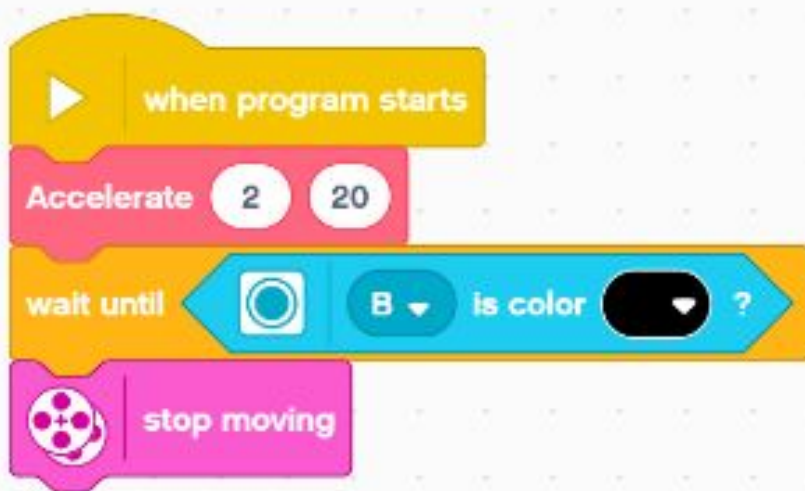 when program starts
Accelerate 2 20
wait until B is color ?
stop moving